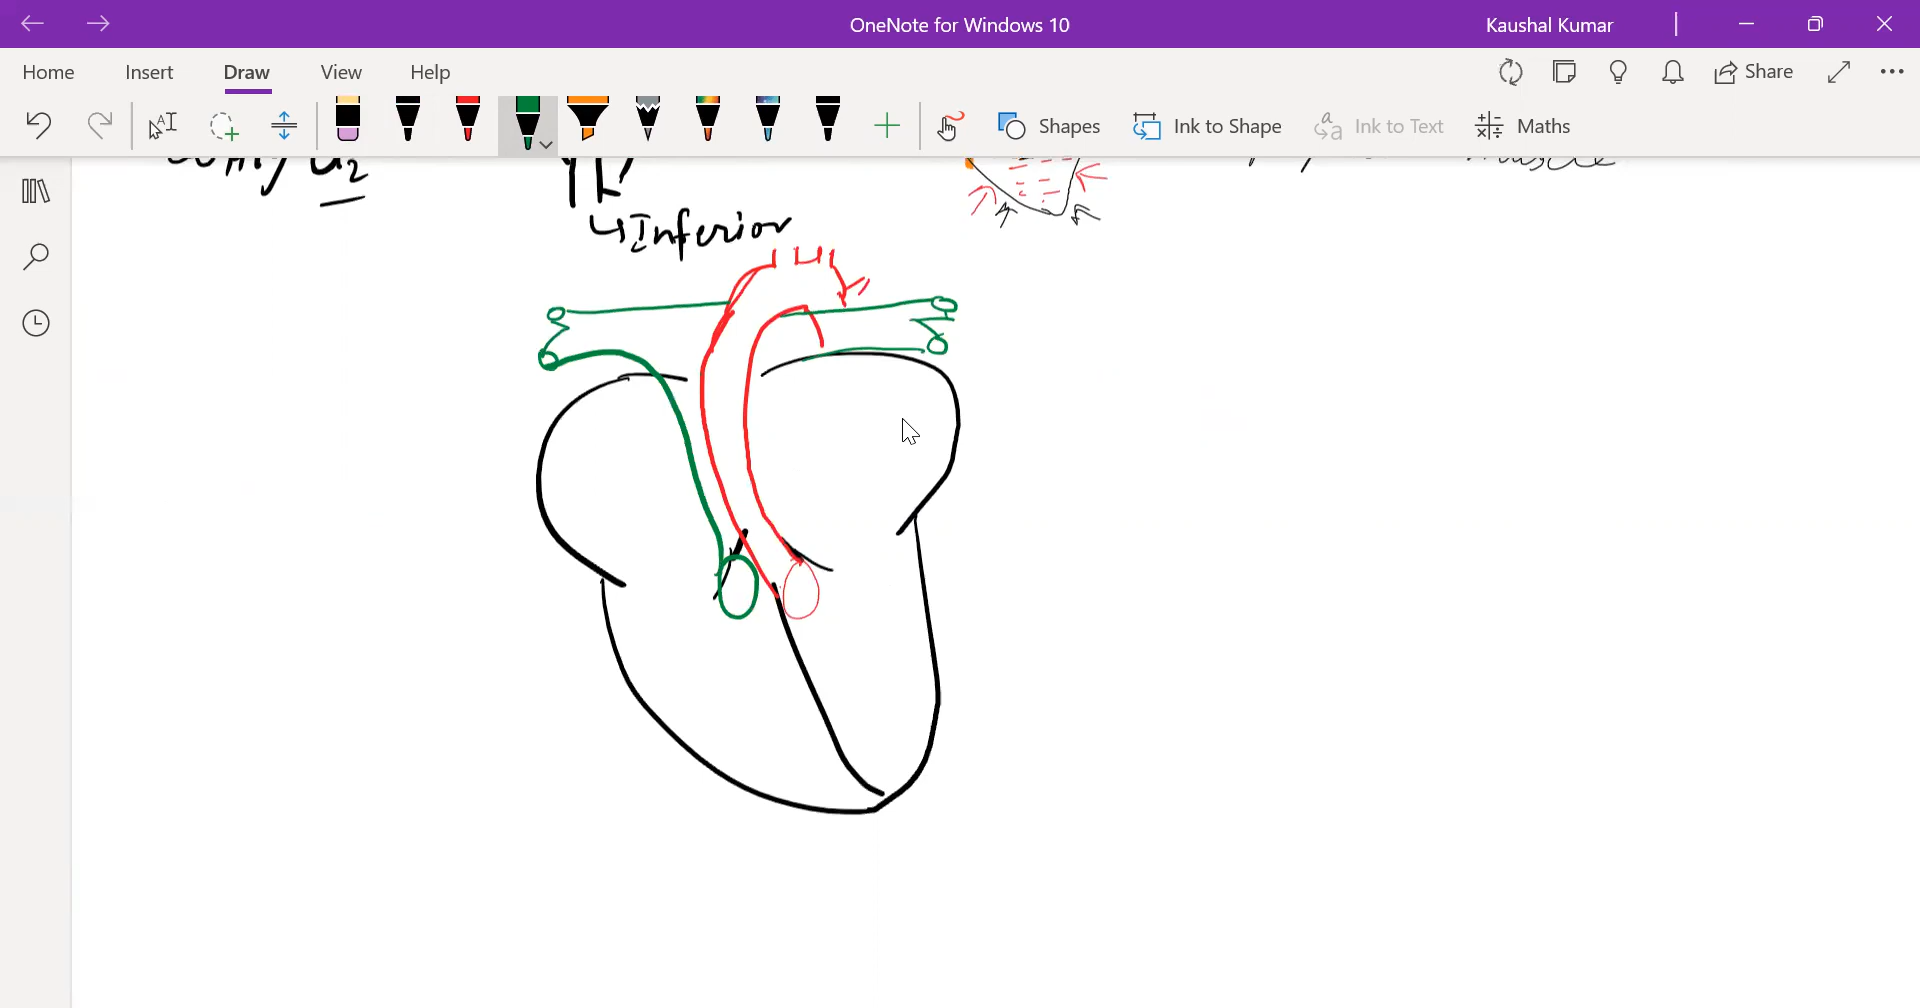 OneNote for Windows 10
Kaushal Kumar
Home Insert Draw View Help
Share
Shapes Ink to Shape Ink to Text Maths
Inferior